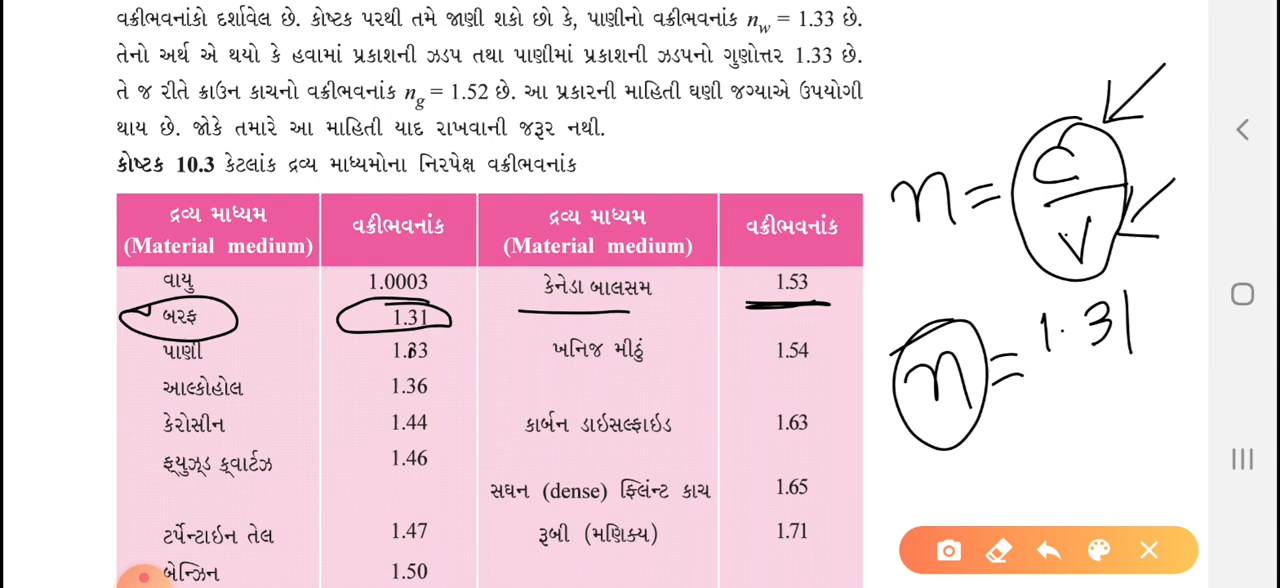 વક્રીભવનાંકો દર્શાવેલ છે. કોષ્ટક પરથી તમે જાણી શકો છો કે, પાણીનો વક્રીભવનાંક n_w = 1.33 છે.
તેનો અર્થ એ થયો કે હવામાં પ્રકાશની ઝડપ તથા પાણીમાં પ્રકાશની ઝડપનો ગુણોત્તર 1.33 છે.
તે જ રીતે ક્રાઉન કાચનો વક્રીભવનાંક n_g = 1.52 છે. આ પ્રકારની માહિતી ઘણી જગ્યાએ ઉપયોગી
થાય છે. જોકે તમારે આ માહિતી યાદ રાખવાની જરૂર નથી.
કોષ્ટક 10.3 કેટલાંક દ્રવ્ય માધ્યમોના નિરપેક્ષ વક્રીભવનાંક
દ્રવ્ય માધ્યમ (Material medium) વક્રીભવનાંક દ્રવ્ય માધ્યમ (Material medium) વક્રીભવનાંક
વાયુ 1.0003 કેનેડા બાલસમ 1.53
બરફ 1.31
પાણી 1.33 ખનિજ મીઠું 1.54
આલ્કોહોલ 1.36
કેરોસીન 1.44 કાર્બન ડાઇસલ્ફાઇડ 1.63
ફ્યુઝ્ડ ક્વાર્ટઝ 1.46
સઘન (dense) ફ્લિન્ટ કાચ 1.65
ટર્પેન્ટાઇન તેલ 1.47 રૂબી (મણિક્ય) 1.71
બેન્ઝિન 1.50
n = c/v
n = 1.31